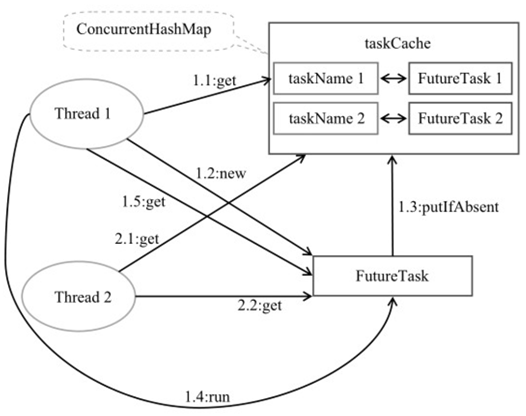 ConcurrentHashMap
taskCache
1.1:get
taskName 1
FutureTask 1
Thread 1
taskName 2
FutureTask 2
1.2:new
1.5:get
1.3:putIfAbsent
2.1:get
FutureTask
Thread 2
2.2:get
1.4:run